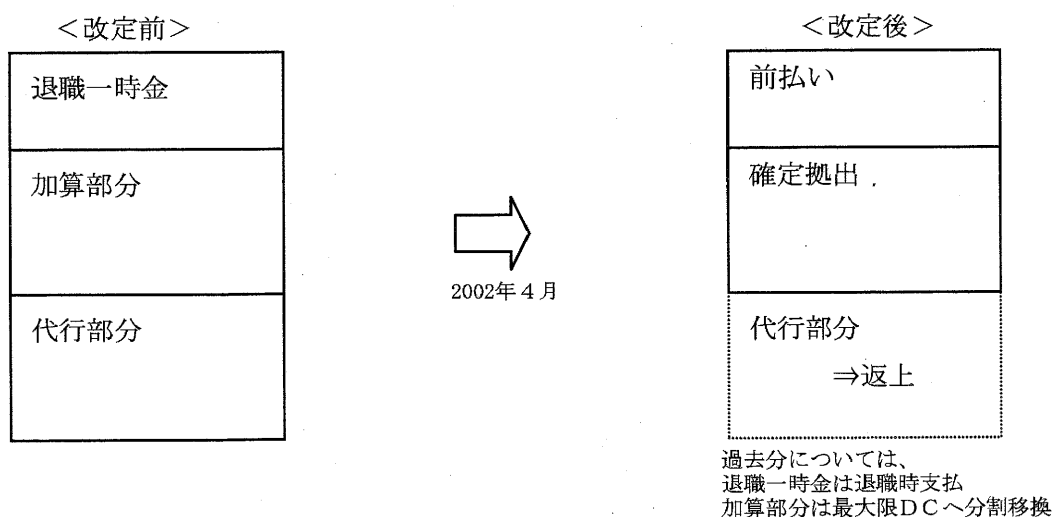 <改定前>
退職一時金
加算部分
代行部分
2002年4月
<改定後>
前払い
確定拠出
代行部分
⇒返上
過去分については、
退職一時金は退職時支払
加算部分は最大限DCへ分割移換